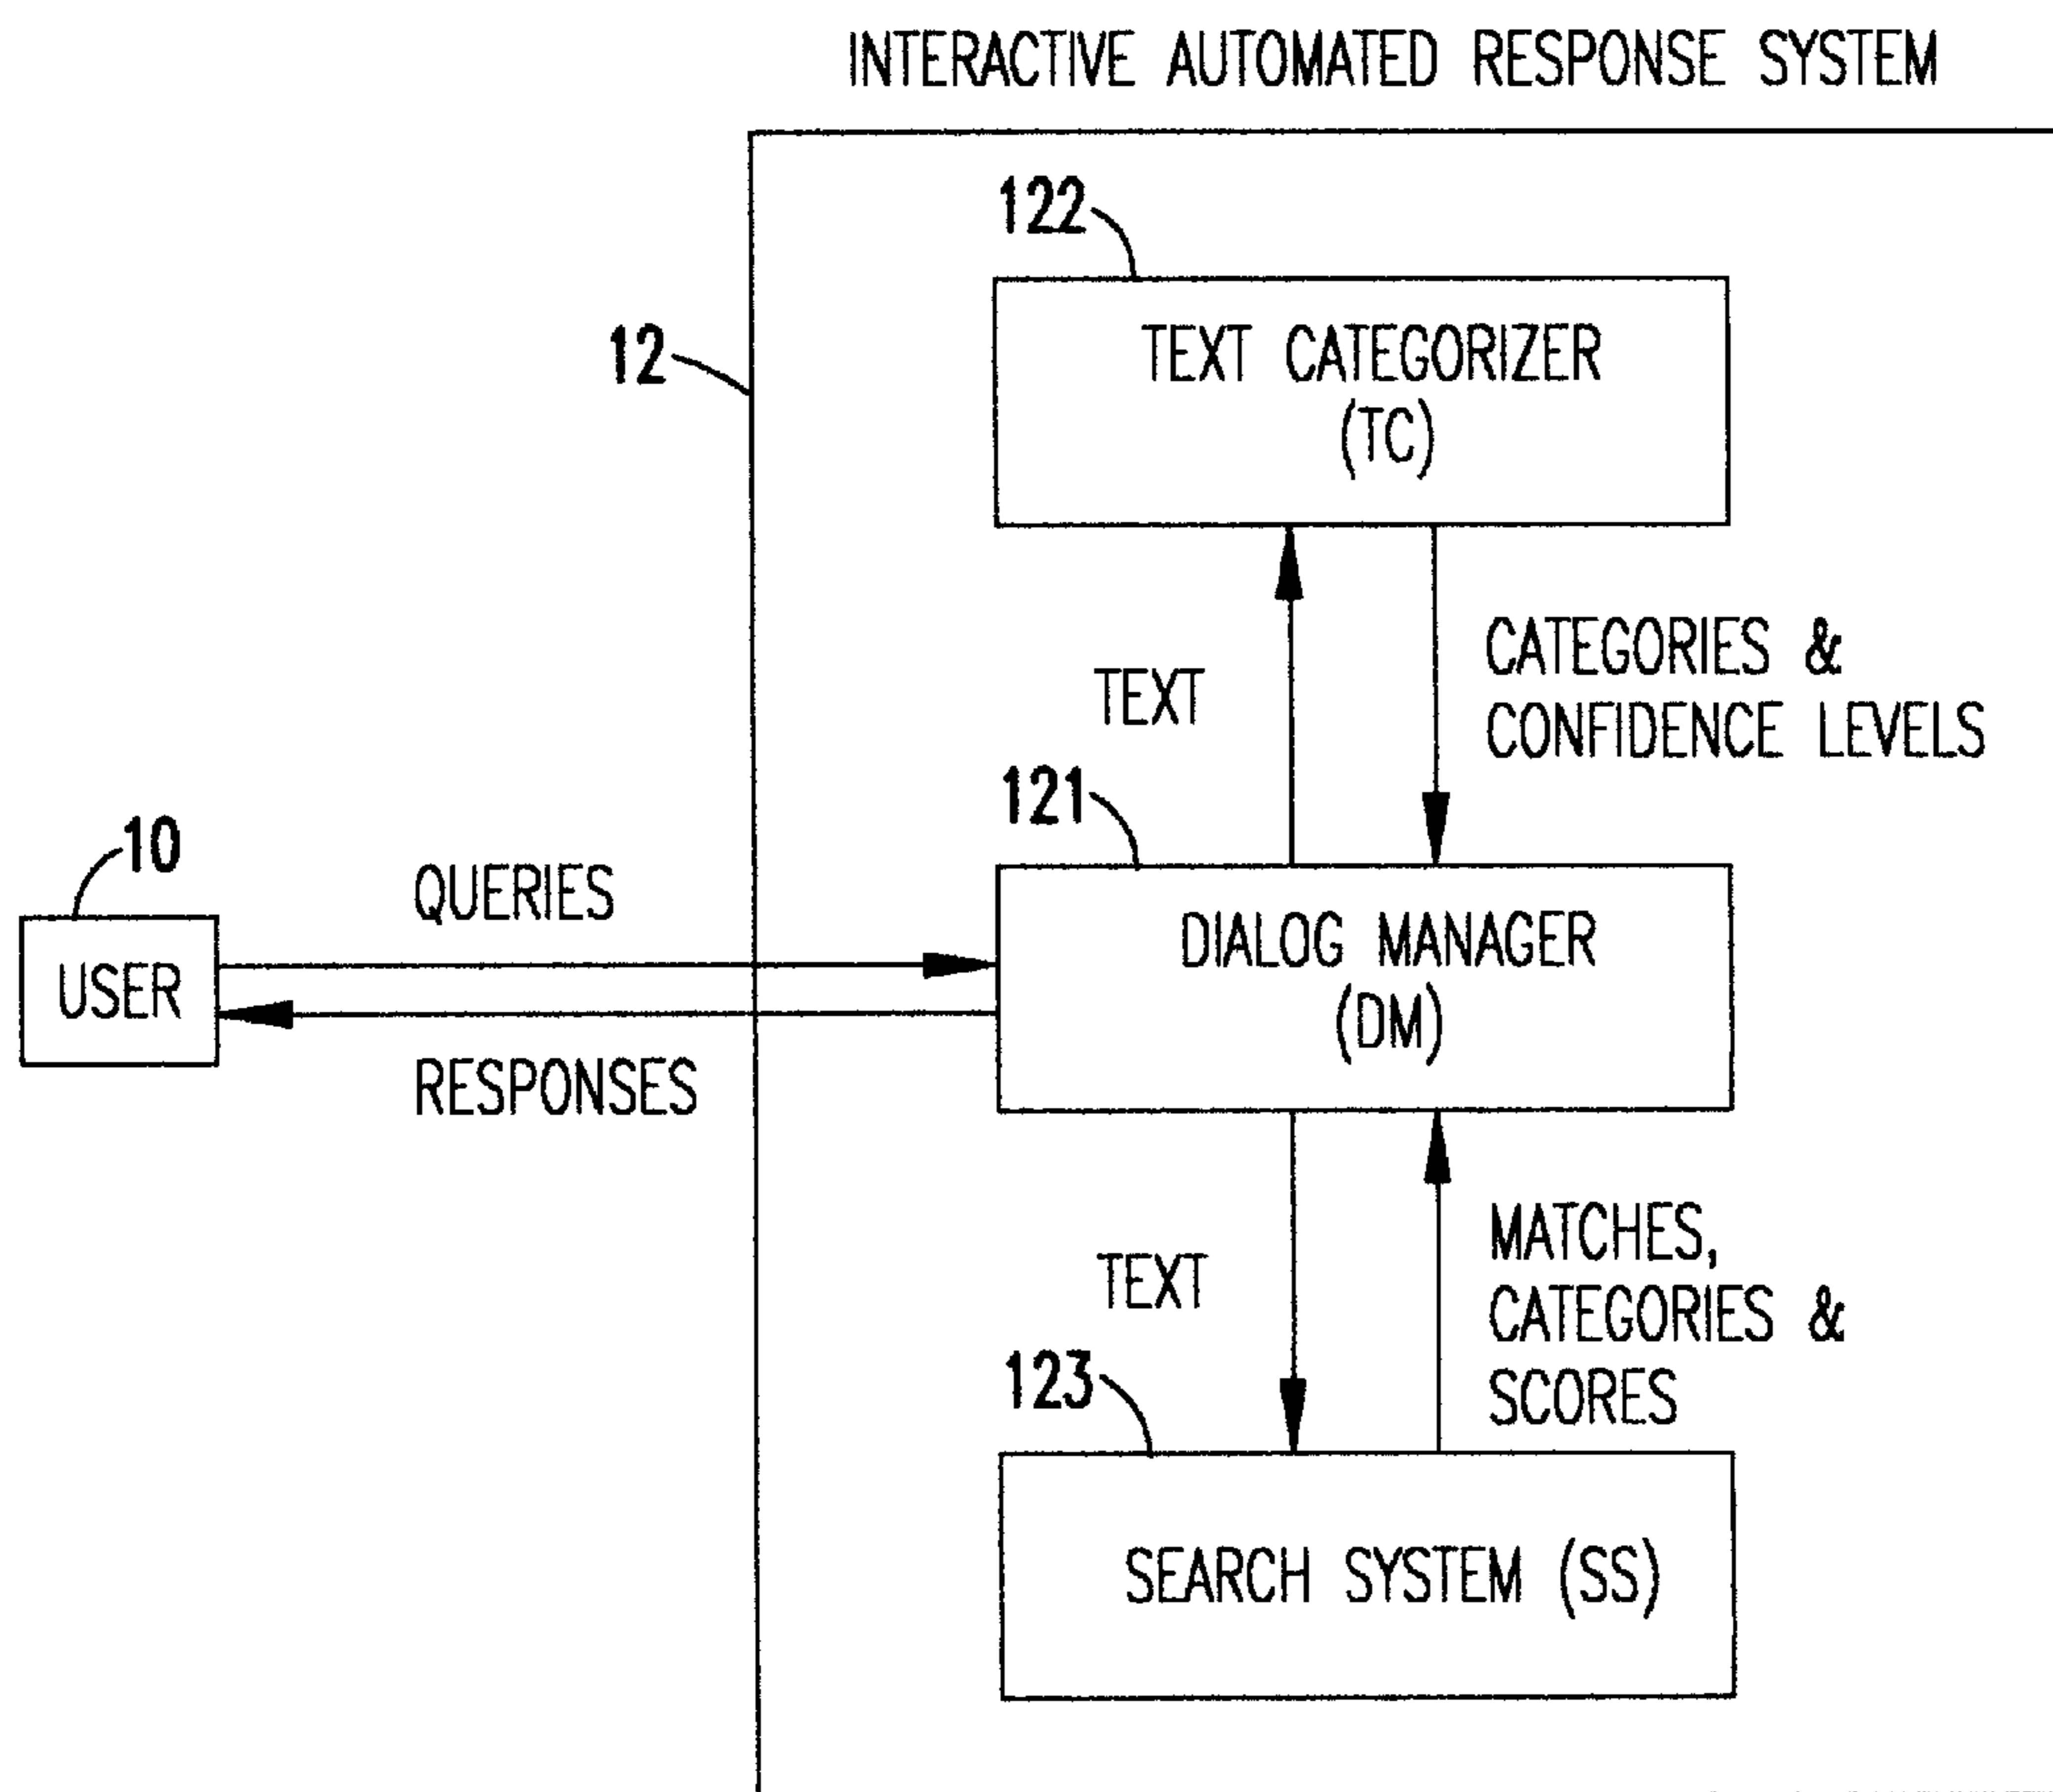 INTERACTIVE AUTOMATED RESPONSE SYSTEM
122
12
TEXT CATEGORIZER
(TC)
TEXT
CATEGORIES &
CONFIDENCE LEVELS
121
10
QUERIES
USER
DIALOG MANAGER
(DM)
RESPONSES
TEXT
MATCHES,
CATEGORIES &
SCORES
123
SEARCH SYSTEM (SS)